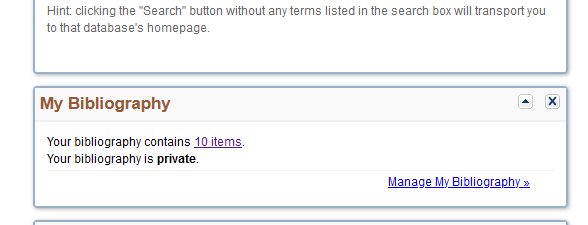 Hint: clicking the "Search" button without any terms listed in the search box will transport you
to that database's homepage.
My Bibliography
Your bibliography contains 10 items.
Your bibliography is private.
Manage My Bibliography »